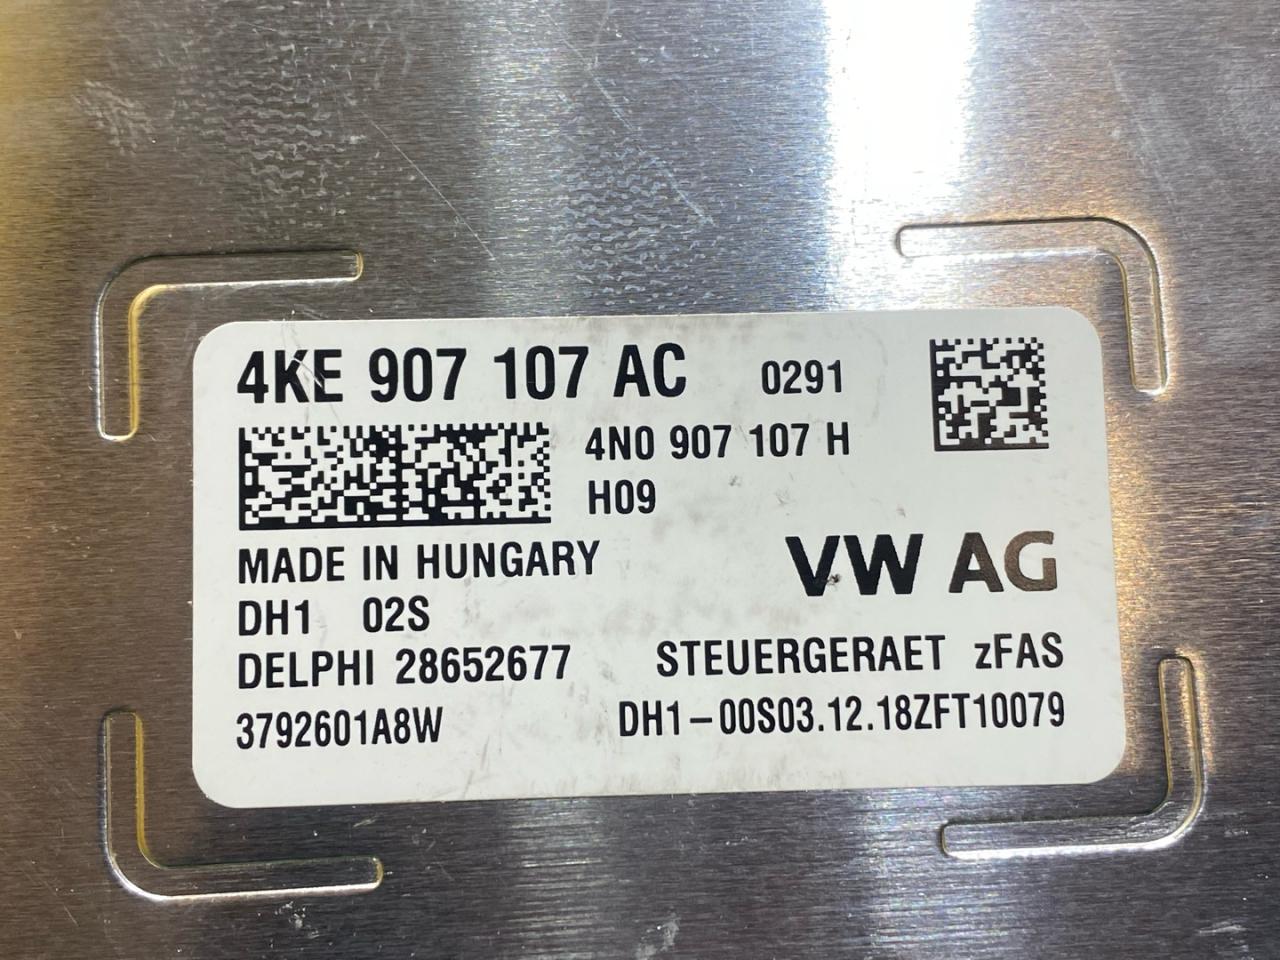 4KE 907 107 AC 0291
4N0 907 107 H
H09
MADE IN HUNGARY
VW AG
DH1 02S
DELPHI 28652677
STEUERGERAET zFAS
3792601A8W
DH1-00S03.12.18ZFT10079